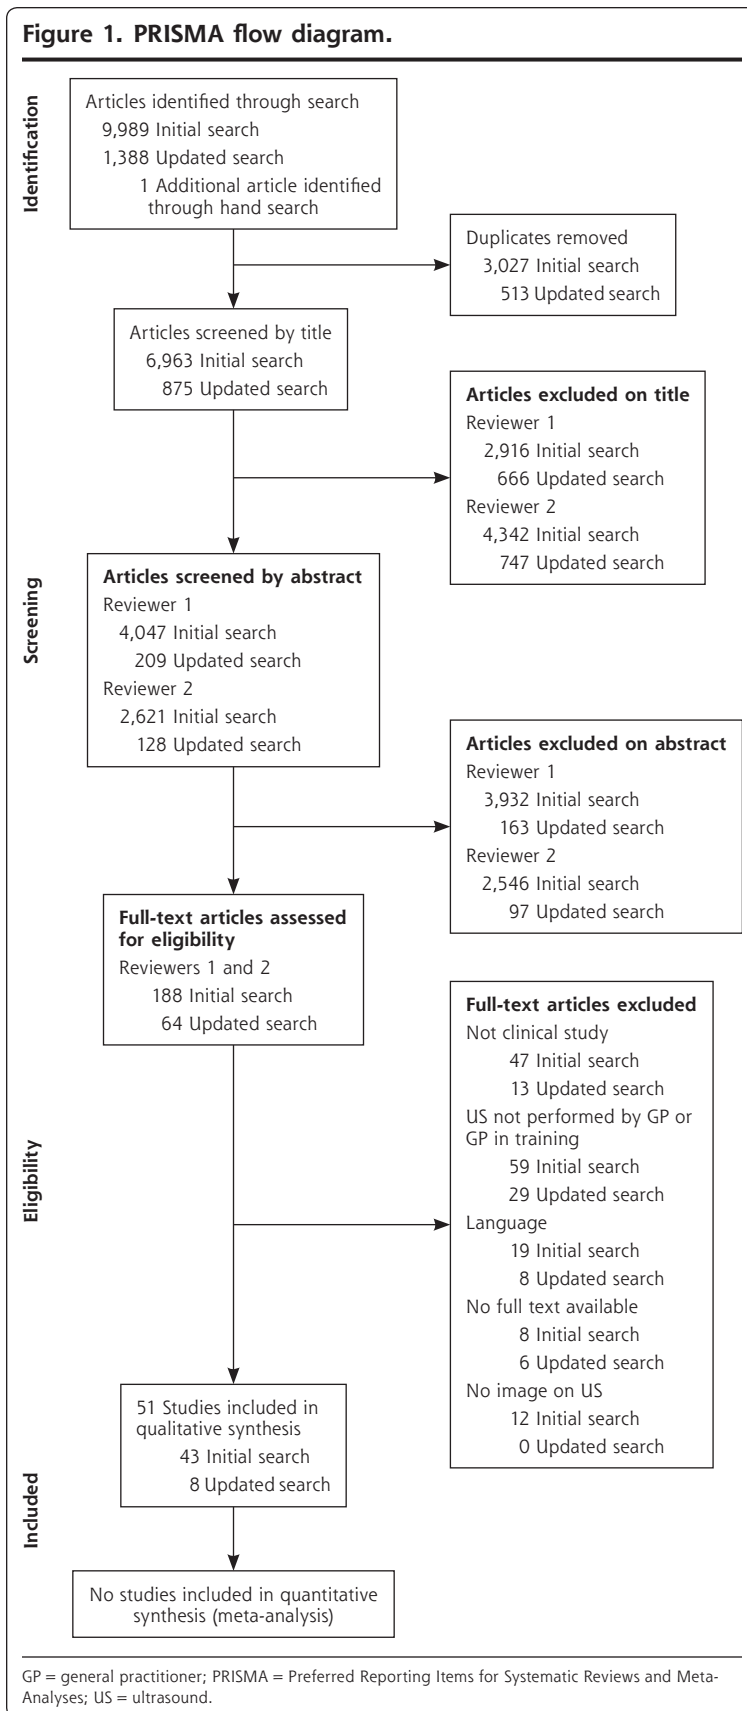 Figure 1. PRISMA flow diagram.
Identification
Articles identified through search
9,989 Initial search
1,388 Updated search
1 Additional article identified
through hand search
Duplicates removed
3,027 Initial search
513 Updated search
Articles screened by title
6,963 Initial search
875 Updated search
Screening
Articles excluded on title
Reviewer 1
2,916 Initial search
666 Updated search
Reviewer 2
4,342 Initial search
747 Updated search
Articles screened by abstract
Reviewer 1
4,047 Initial search
209 Updated search
Reviewer 2
2,621 Initial search
128 Updated search
Articles excluded on abstract
Reviewer 1
3,932 Initial search
163 Updated search
Reviewer 2
2,546 Initial search
97 Updated search
Eligibility
Full-text articles assessed
for eligibility
Reviewers 1 and 2
188 Initial search
64 Updated search
Full-text articles excluded
Not clinical study
47 Initial search
13 Updated search
US not performed by GP or
GP in training
59 Initial search
29 Updated search
Language
19 Initial search
8 Updated search
No full text available
8 Initial search
6 Updated search
No image on US
12 Initial search
0 Updated search
Included
51 Studies included in
qualitative synthesis
43 Initial search
8 Updated search
No studies included in quantitative
synthesis (meta-analysis)
GP = general practitioner; PRISMA = Preferred Reporting Items for Systematic Reviews and Meta-
Analyses; US = ultrasound.